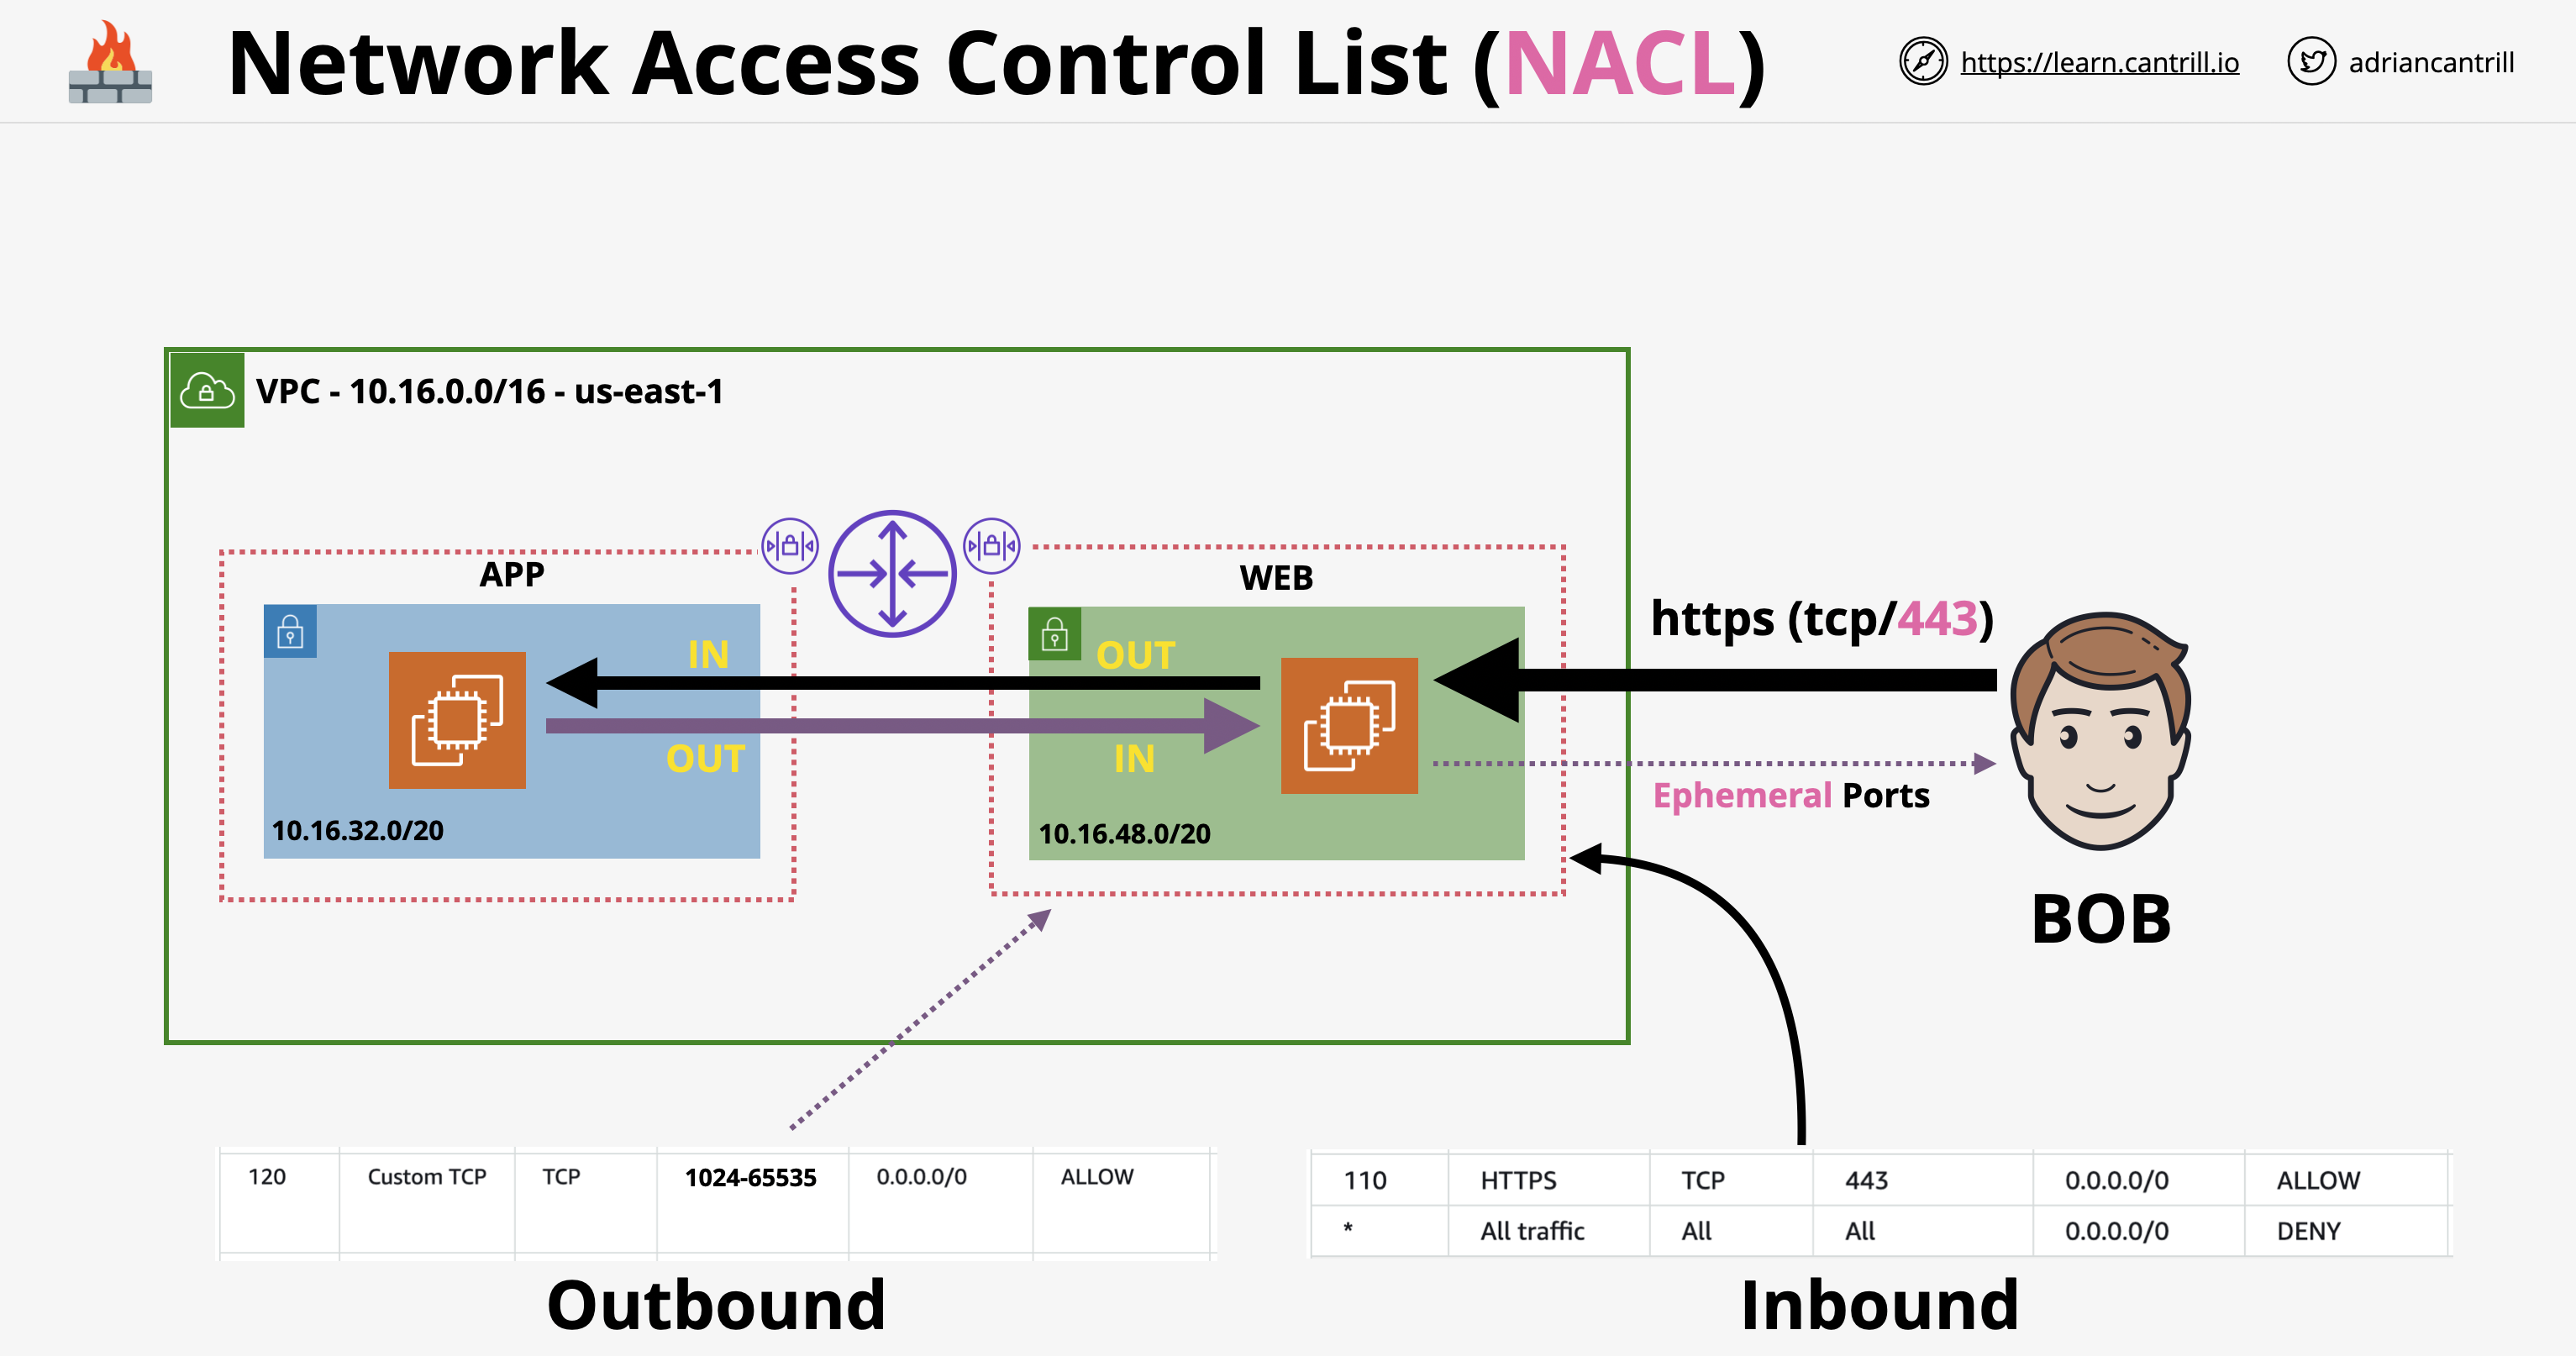 Network Access Control List (NACL)
https://learn.cantrill.io
adriancantrill
VPC - 10.16.0.0/16 - us-east-1
APP
WEB
https (tcp/443)
IN
OUT
OUT
IN
Ephemeral Ports
10.16.32.0/20
10.16.48.0/20
BOB
120 Custom TCP TCP 1024-65535 0.0.0.0/0 ALLOW
Outbound
110 HTTPS TCP 443 0.0.0.0/0 ALLOW
* All traffic All All 0.0.0.0/0 DENY
Inbound